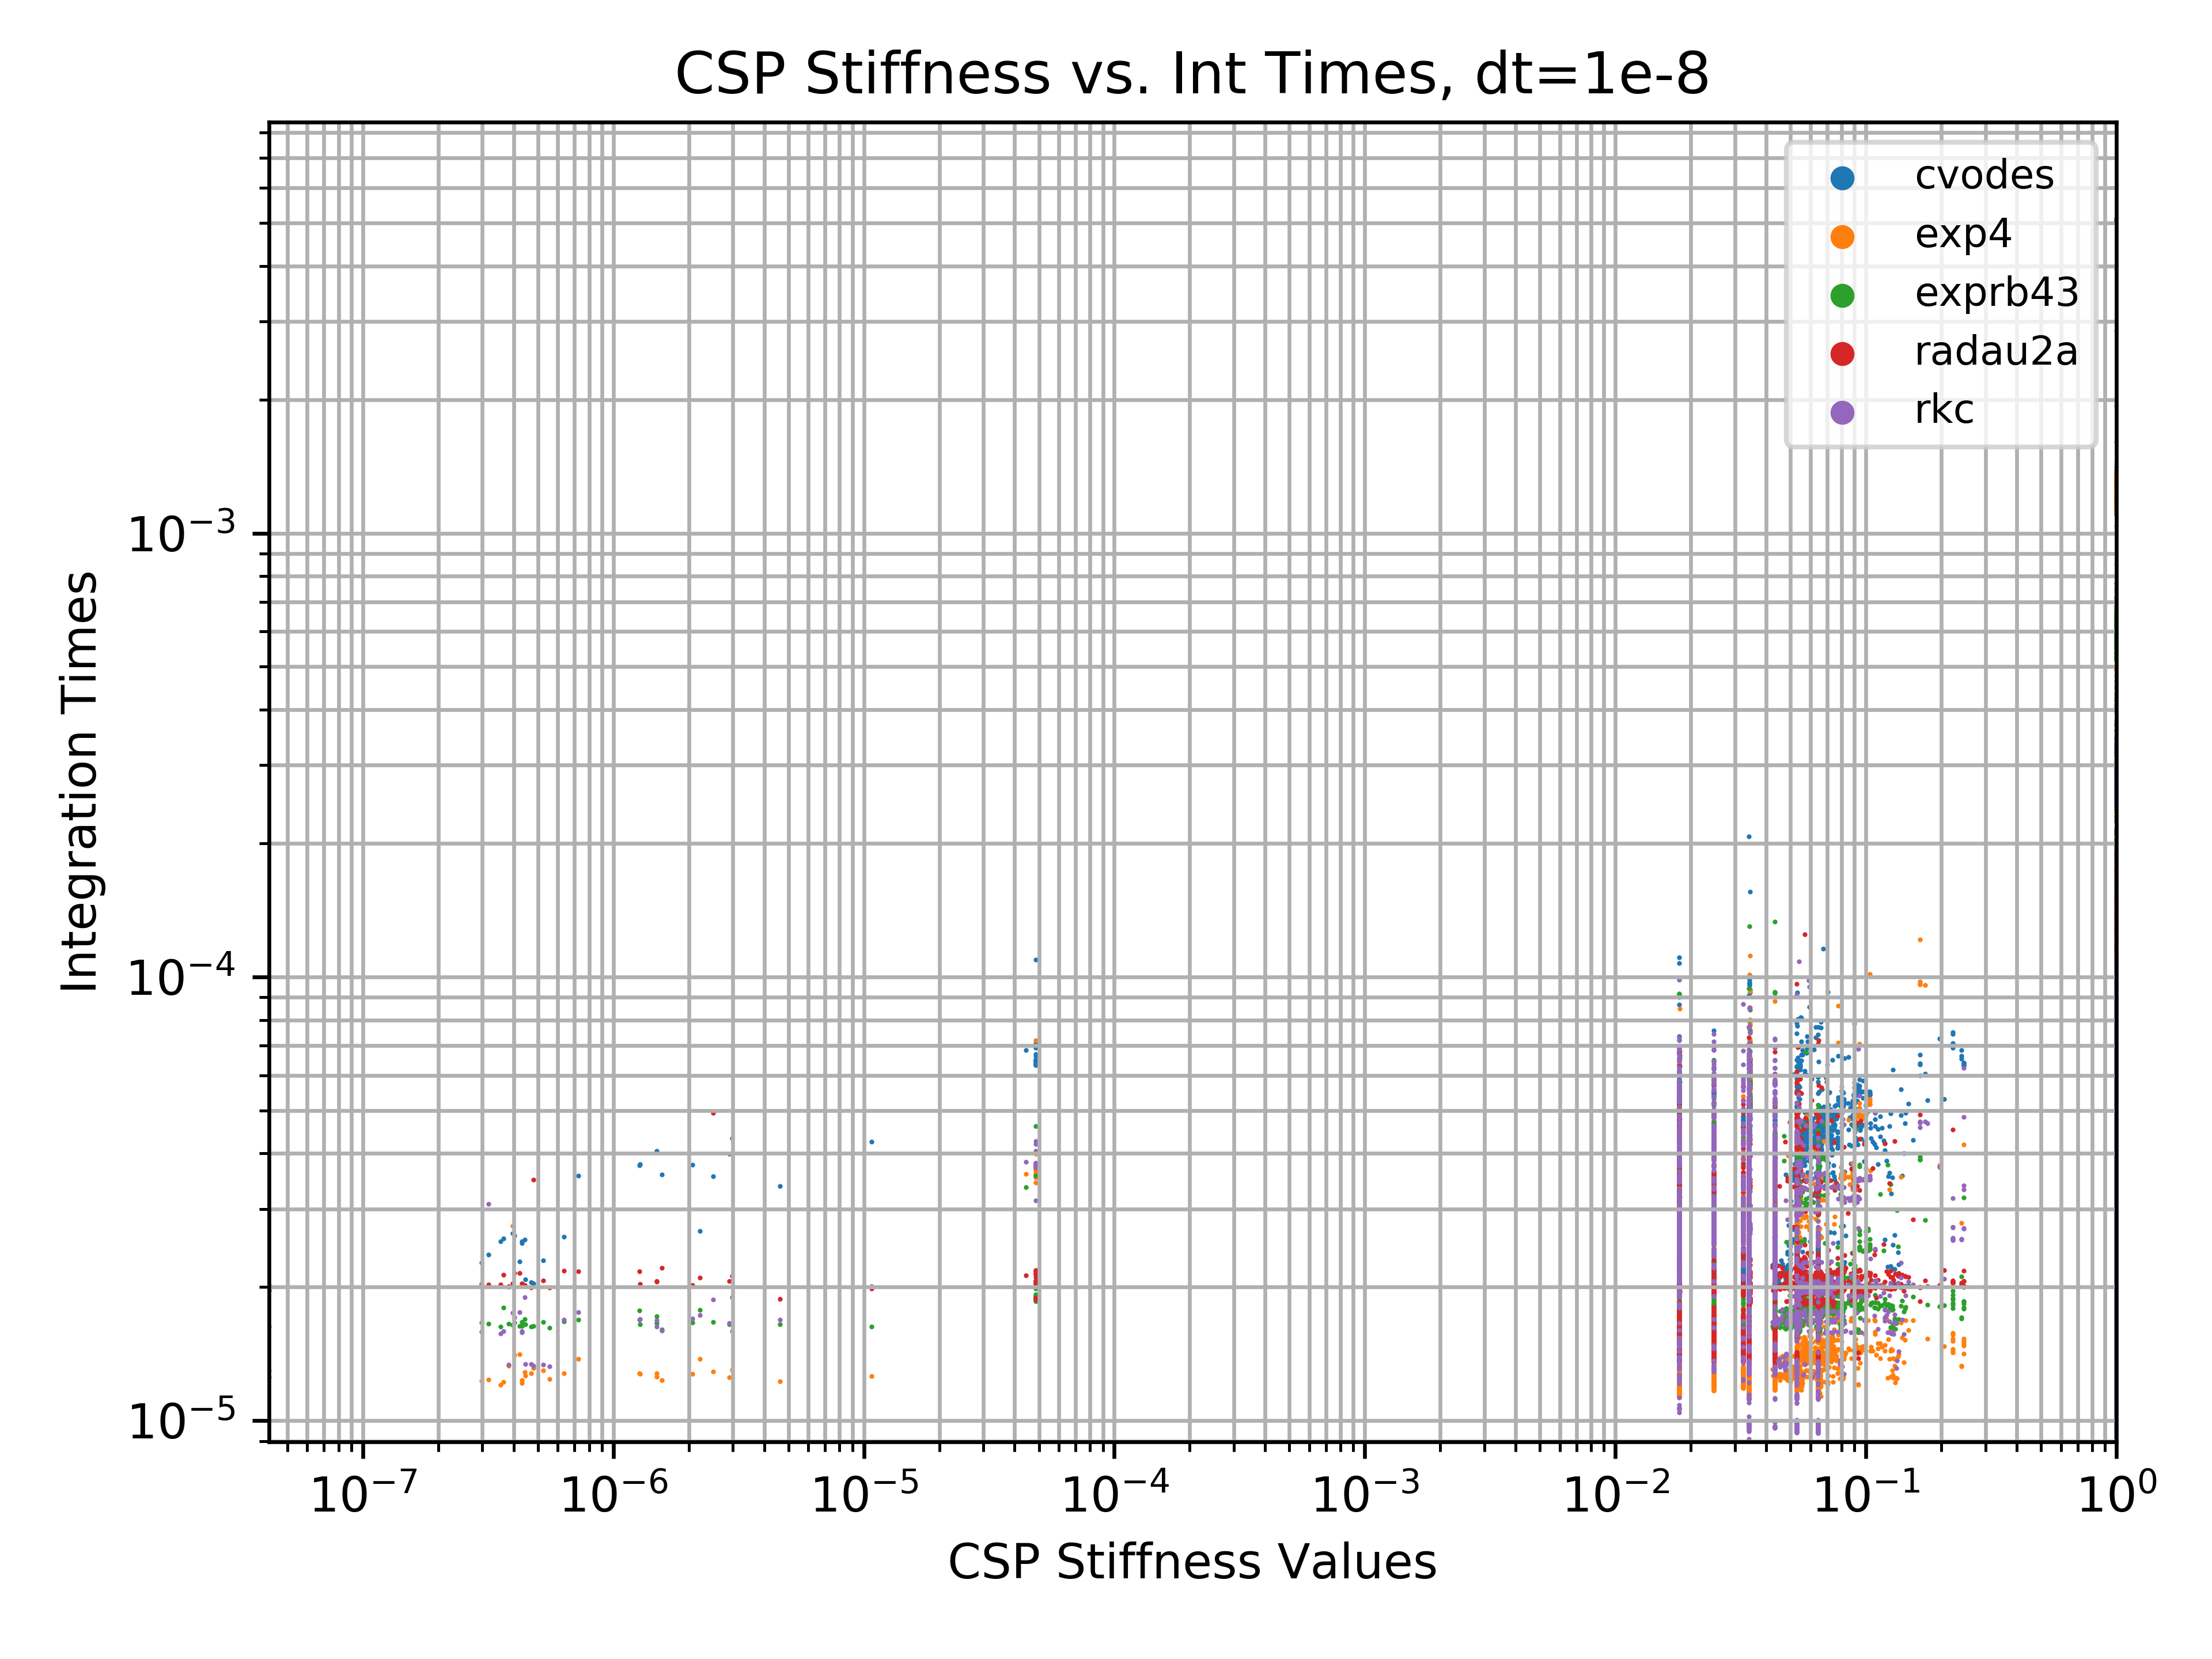 CSP Stiffness vs. Int Times, dt=1e-8
cvodes
exp4
exprb43
radau2a
rkc
Integration Times
10⁻³
10⁻⁴
10⁻⁵
10⁻⁷ 10⁻⁶ 10⁻⁵ 10⁻⁴ 10⁻³ 10⁻² 10⁻¹ 10⁰
CSP Stiffness Values